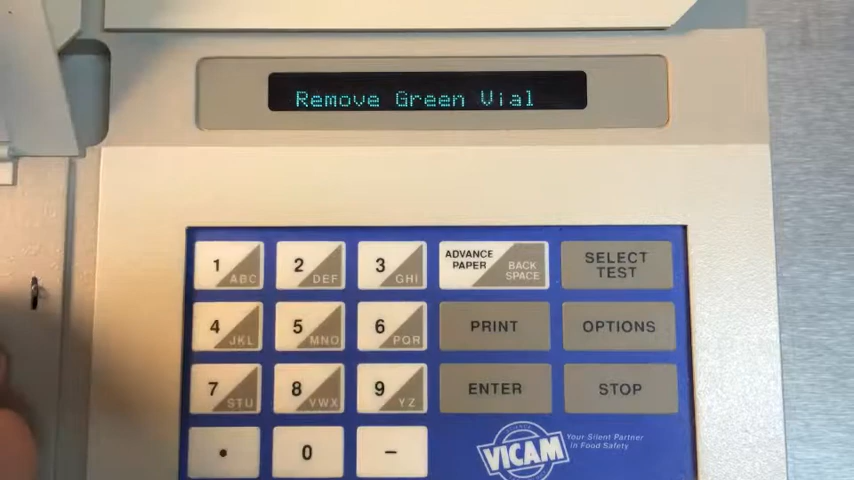 Remove Green Vial
1 ABC
2 DEF
3 GHI
ADVANCE PAPER
BACK SPACE
SELECT TEST
4 JKL
5 MNO
6 PQR
PRINT
OPTIONS
7 STU
8 VWX
9 YZ
ENTER
STOP
.
0
-
SCIENCE
VICAM
Your Silent Partner
in Food Safety